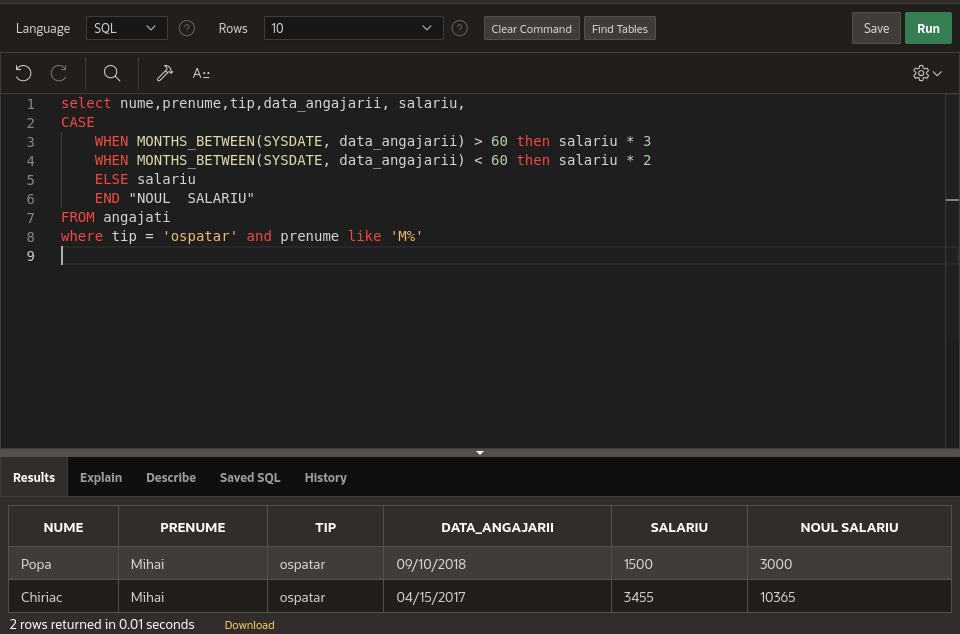 Language SQL ? Rows 10 ? Clear Command Find Tables Save Run
A::
1 select nume,prenume,tip,data_angajarii, salariu,
2 CASE
3 WHEN MONTHS_BETWEEN(SYSDATE, data_angajarii) > 60 then salariu * 3
4 WHEN MONTHS_BETWEEN(SYSDATE, data_angajarii) < 60 then salariu * 2
5 ELSE salariu
6 END "NOUL  SALARIU"
7 FROM angajati
8 where tip = 'ospatar' and prenume like 'M%'
9
Results Explain Describe Saved SQL History
NUME PRENUME TIP DATA_ANGAJARII SALARIU NOUL SALARIU
Popa Mihai ospatar 09/10/2018 1500 3000
Chiriac Mihai ospatar 04/15/2017 3455 10365
2 rows returned in 0.01 seconds Download